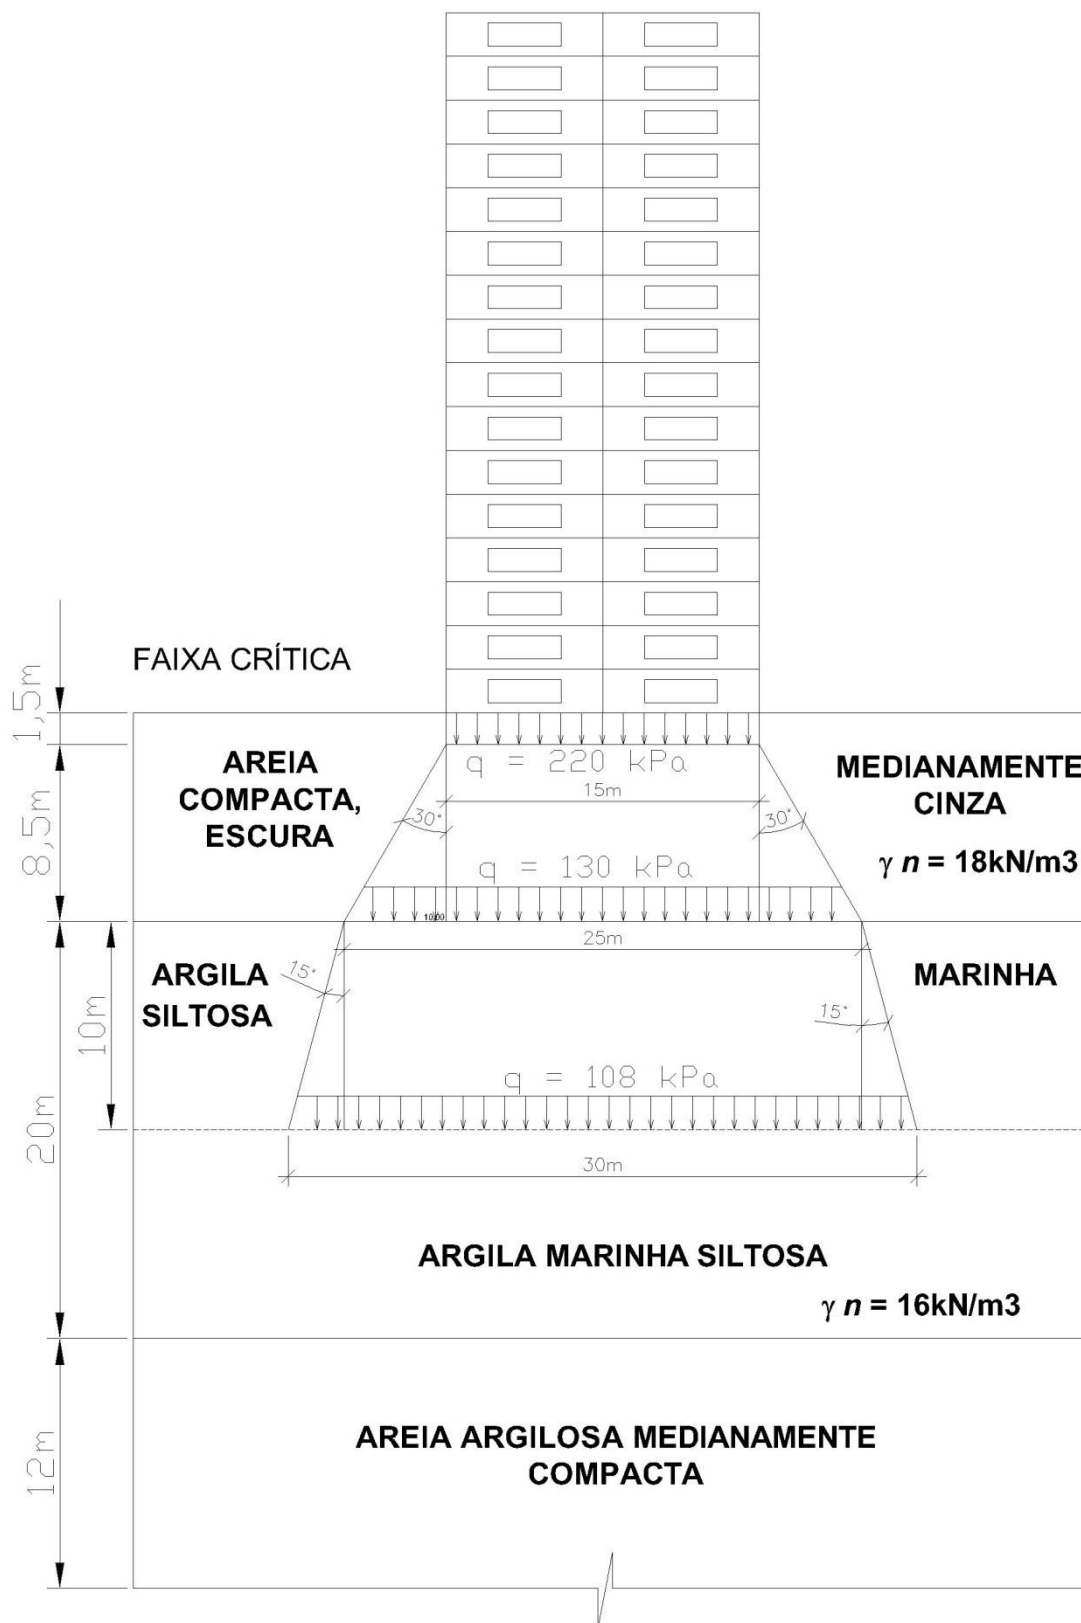 FAIXA CRÍTICA
1,5m
q = 220 kPa
15m
AREIA
COMPACTA,
ESCURA
MEDIANAMENTE
CINZA
30°
30°
8,5m
γ n = 18kN/m3
q = 130 kPa
10.00
25m
ARGILA
SILTOSA
15°
MARINHA
15°
10m
q = 108 kPa
20m
30m
ARGILA MARINHA SILTOSA
γ n = 16kN/m3
AREIA ARGILOSA MEDIANAMENTE
COMPACTA
12m